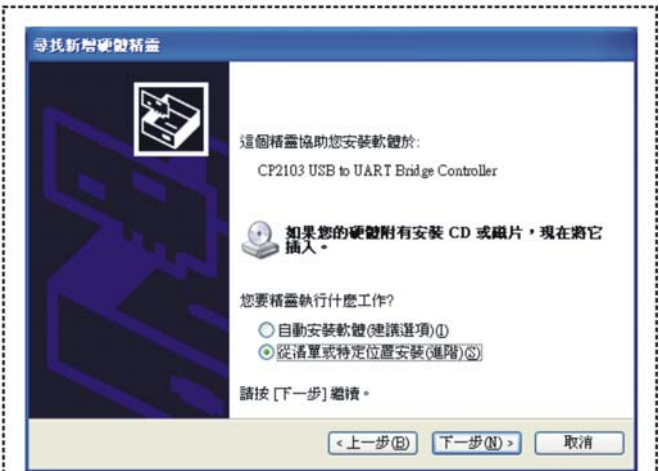 尋找新增硬體精靈
這個精靈協助您安裝軟體於:
CP2103 USB to UART Bridge Controller
如果您的硬體附有安裝 CD 或磁片，現在將它
插入。
您要精靈執行什麼工作?
自動安裝軟體(建議選項)(I)
從清單或特定位置安裝(進階)(S)
請按 [下一步] 繼續。
<上一步(B) 下一步(N)> 取消